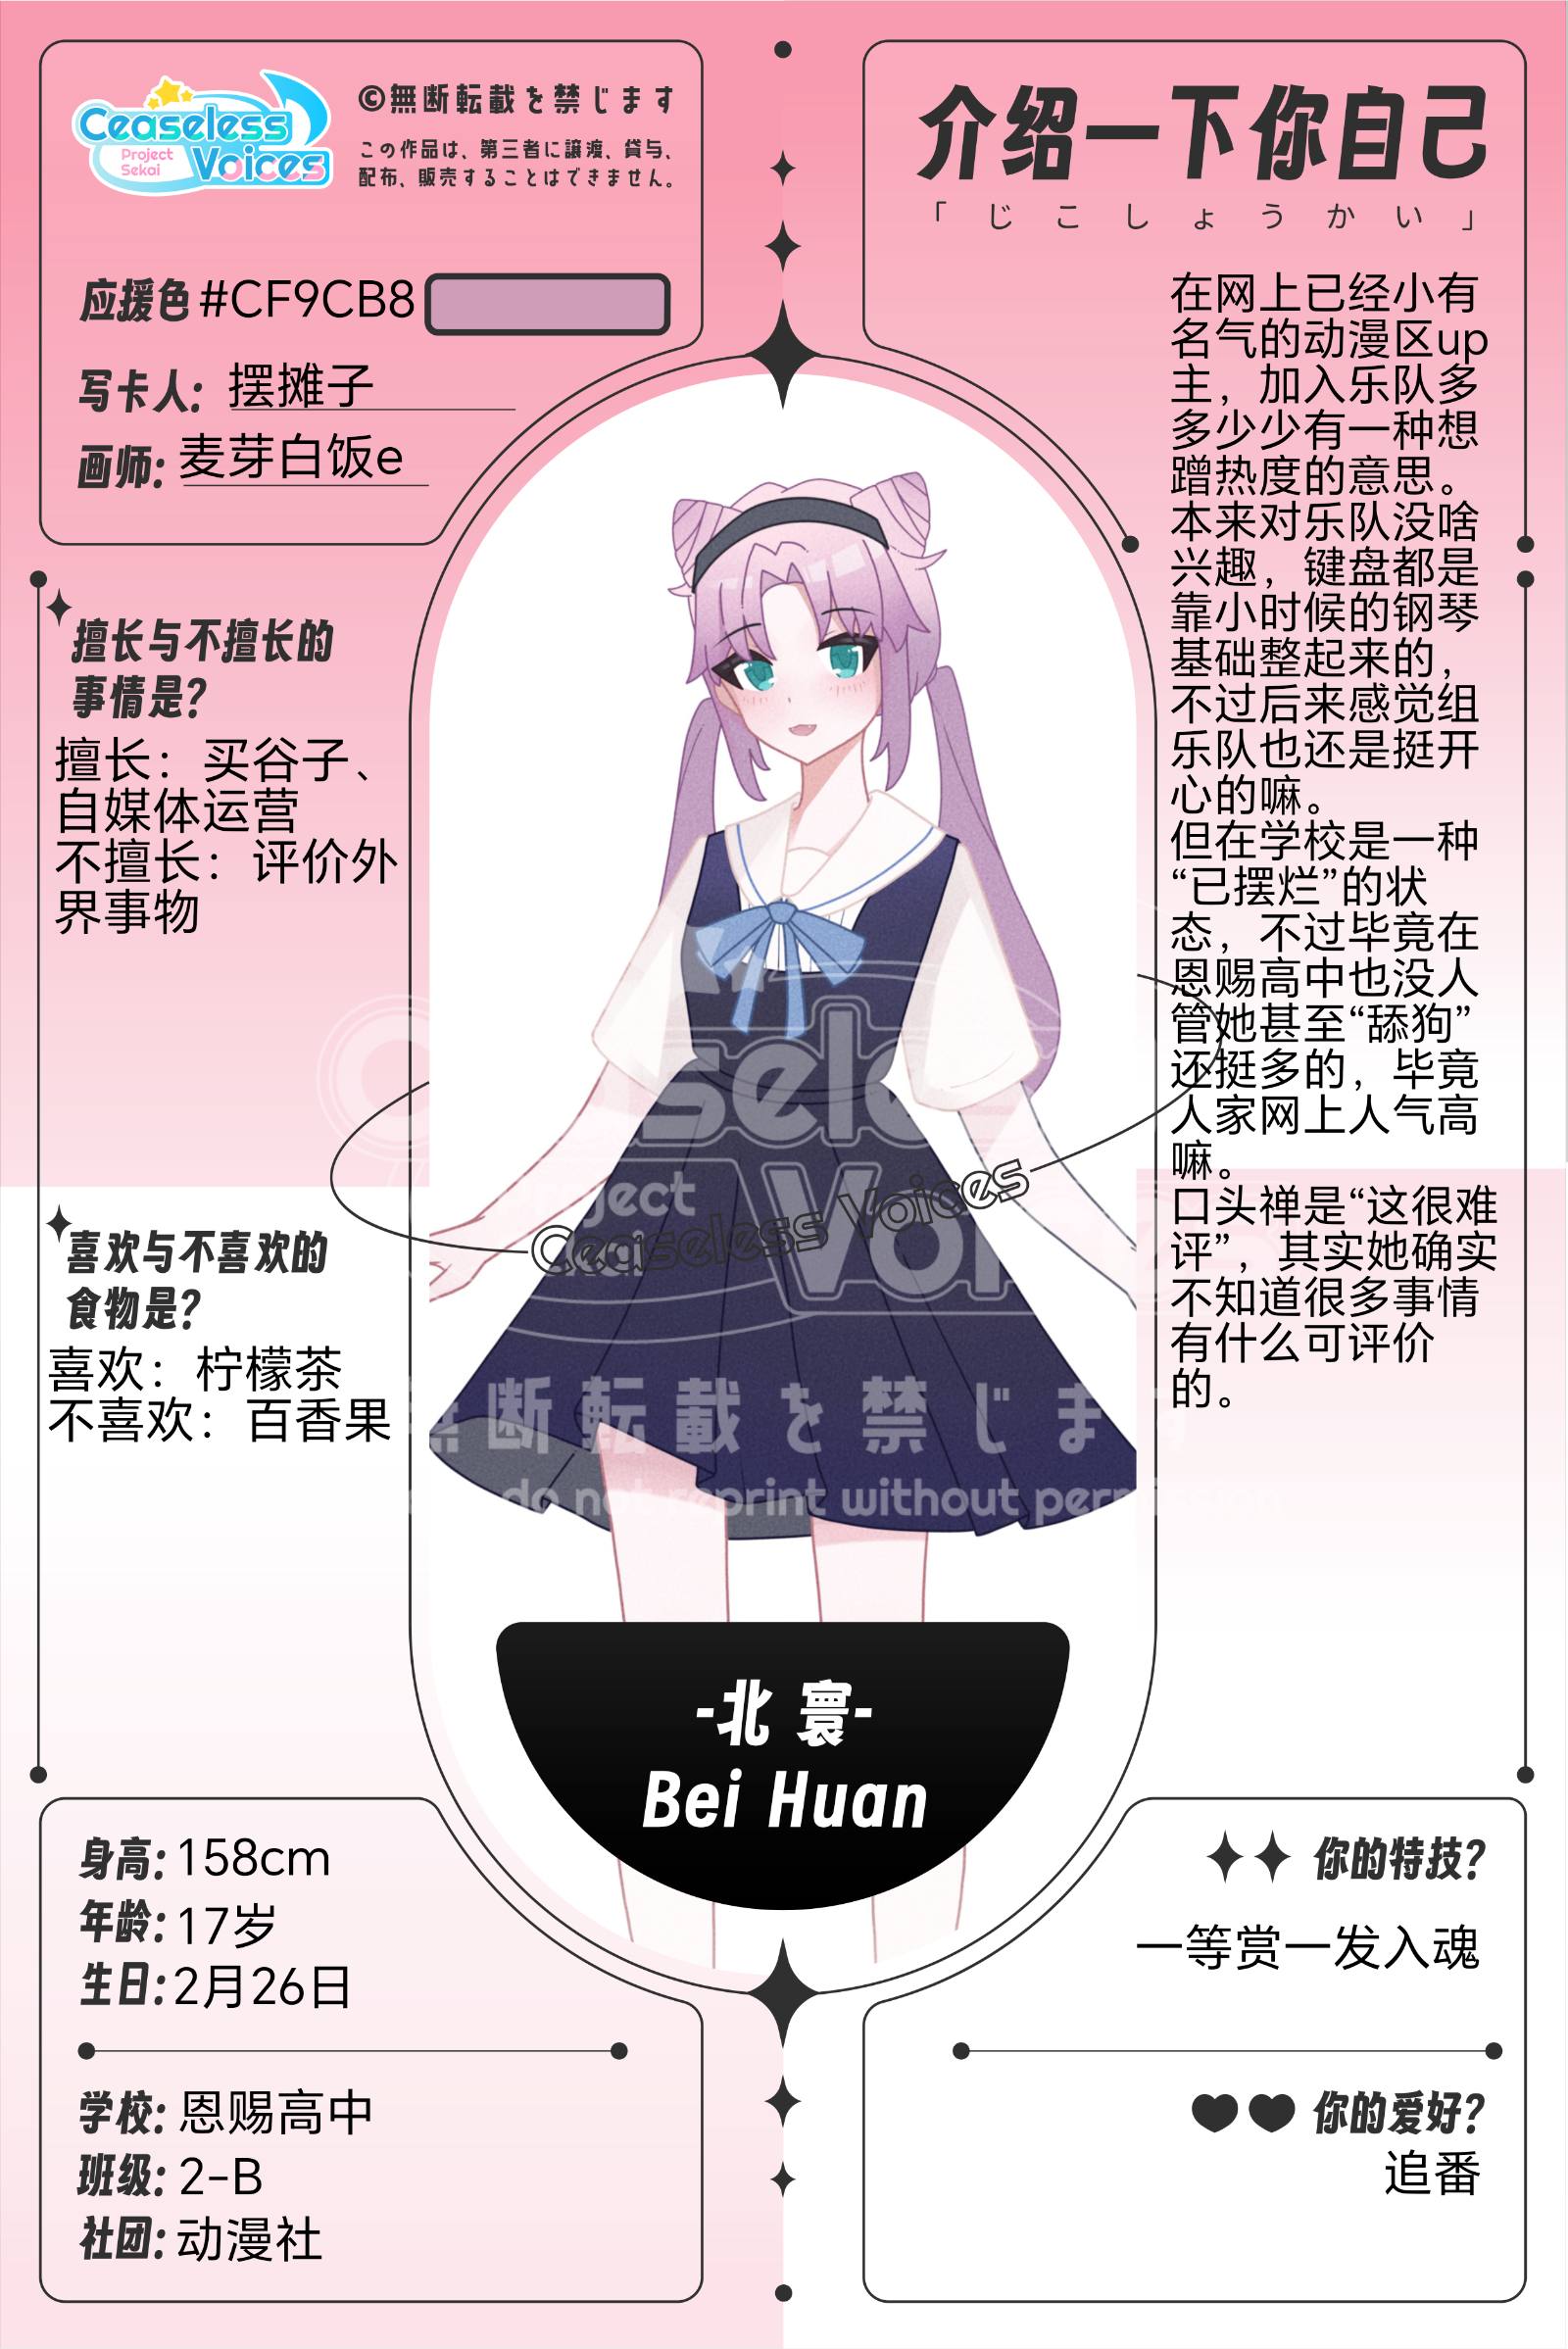 Ceaseless
Project
Sekai
Voices
©無断転載を禁じます
この作品は、第三者に譲渡、貸与、
配布、販売することはできません。
应援色 #CF9CB8
写卡人: 摆摊子
画师: 麦芽白饭e
介绍一下你自己
「じこしょうかい」
在网上已经小有
名气的动漫区up
主，加入乐队多
多少少有一种想
蹭热度的意思。
本来对乐队没啥
兴趣，键盘都是
靠小时候的钢琴
基础整起来的，
不过后来感觉组
乐队也还是挺开
心的嘛。
但在学校是一种
“已摆烂”的状
态，不过毕竟在
恩赐高中也没人
管她甚至“舔狗”
还挺多的，毕竟
人家网上人气高
嘛。
口头禅是“这很难
评”，其实她确实
不知道很多事情
有什么可评价
的。
擅长与不擅长的
事情是?
擅长：买谷子、
自媒体运营
不擅长：评价外
界事物
喜欢与不喜欢的
食物是?
喜欢：柠檬茶
不喜欢：百香果
Ceaseless Voices
無断転載を禁じます
do not reprint without permission
-北 寰-
Bei Huan
身高: 158cm
年龄: 17岁
生日: 2月26日
学校: 恩赐高中
班级: 2-B
社团: 动漫社
你的特技?
一等赏一发入魂
你的爱好?
追番